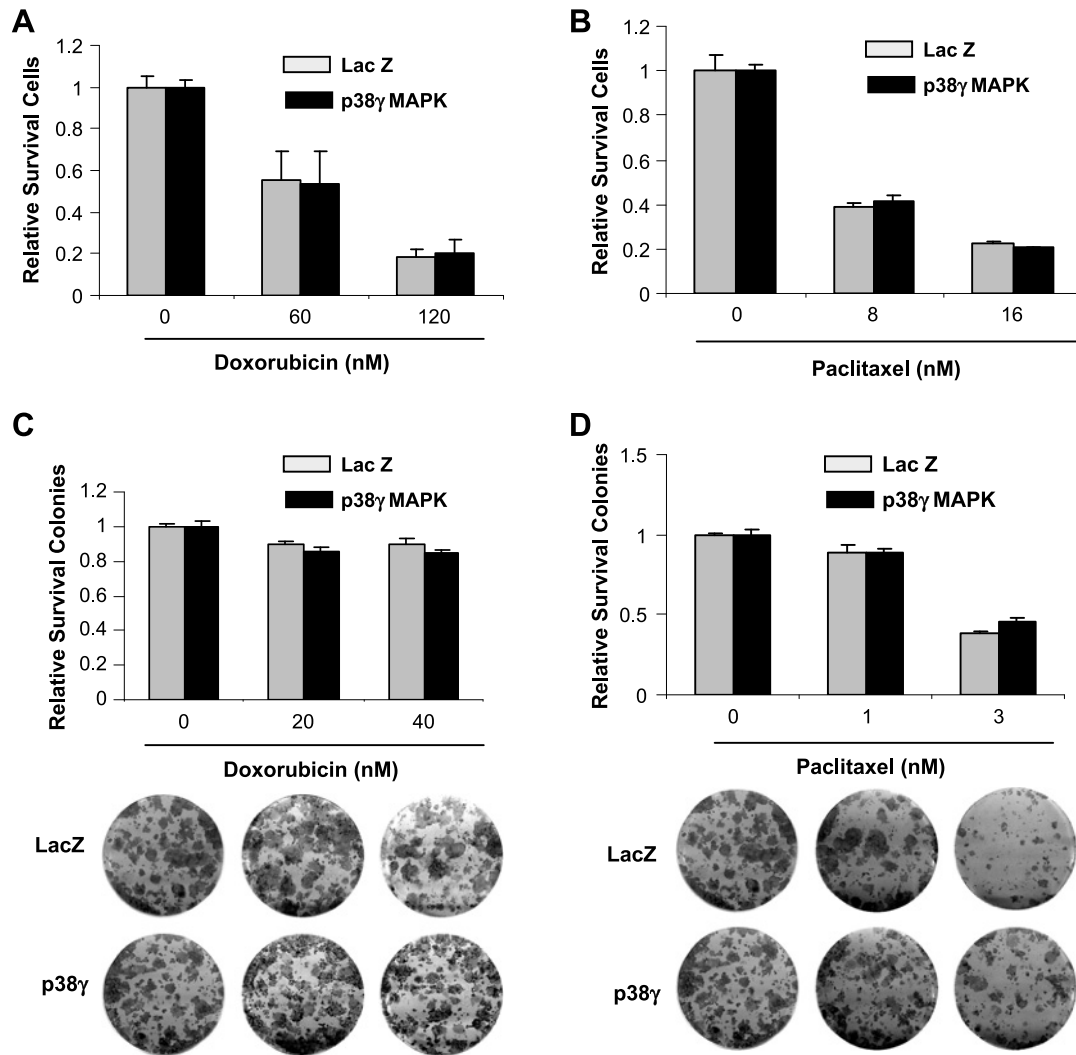 A
Relative Survival Cells
1.2
1
0.8
0.6
0.4
0.2
0
Lac Z
p38γ MAPK
0 60 120
Doxorubicin (nM)
B
Relative Survival Cells
1.2
1
0.8
0.6
0.4
0.2
0
Lac Z
p38γ MAPK
0 8 16
Paclitaxel (nM)
C
Relative Survival Colonies
1.2
1
0.8
0.6
0.4
0.2
0
Lac Z
p38γ MAPK
0 20 40
Doxorubicin (nM)
LacZ
p38γ
D
Relative Survival Colonies
1.5
1
0.5
0
Lac Z
p38γ MAPK
0 1 3
Paclitaxel (nM)
LacZ
p38γ